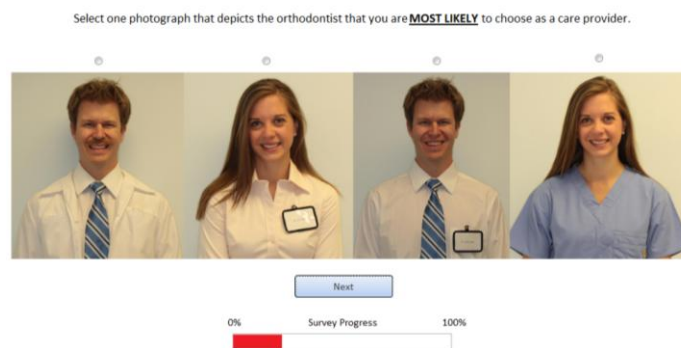 Select one photograph that depicts the orthodontist that you are MOST LIKELY to choose as a care provider.
Next
0% Survey Progress 100%